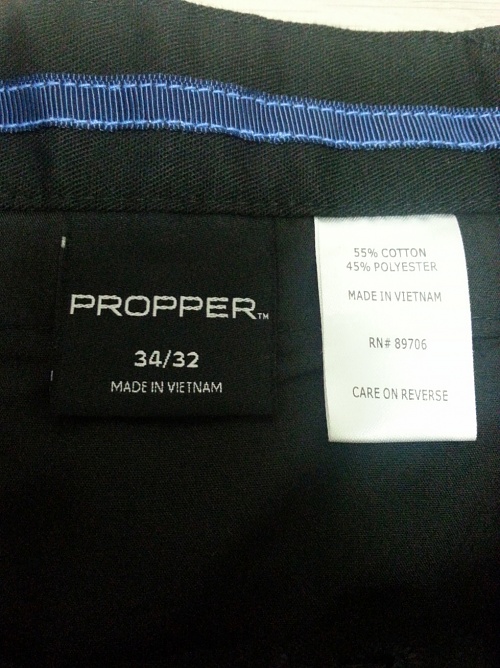 PROPPER™
34/32
MADE IN VIETNAM
55% COTTON
45% POLYESTER
MADE IN VIETNAM
RN# 89706
CARE ON REVERSE